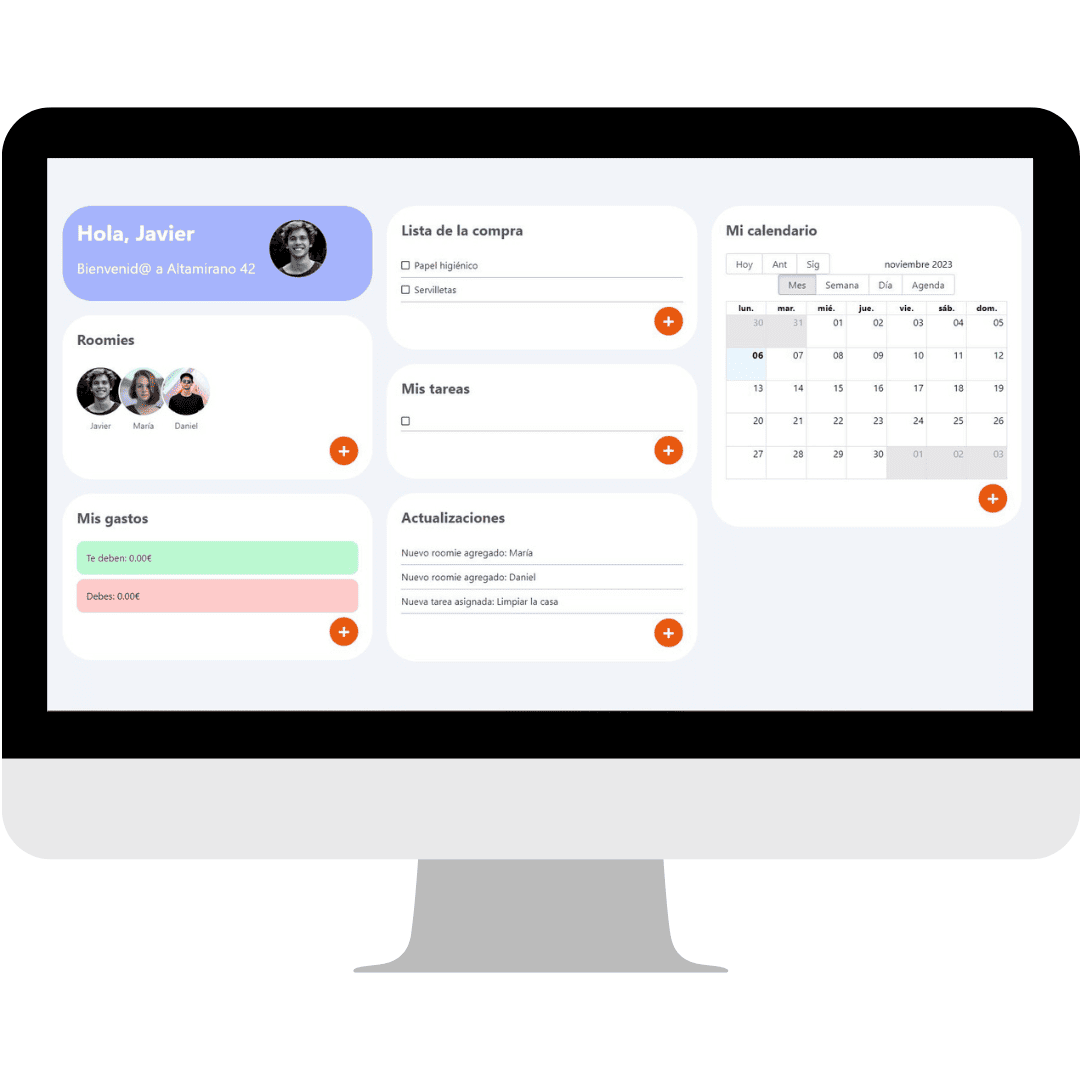 Hola, Javier
Bienvenid@ a Altamirano 42
Roomies
Javier María Daniel
Mis gastos
Te deben: 0.00€
Debes: 0.00€
Lista de la compra
Papel higiénico
Servilletas
Mis tareas
Actualizaciones
Nuevo roomie agregado: María
Nuevo roomie agregado: Daniel
Nueva tarea asignada: Limpiar la casa
Mi calendario
Hoy Ant Sig noviembre 2023
Mes Semana Día Agenda
lun. mar. mié. jue. vie. sáb. dom.
30 31 01 02 03 04 05
06 07 08 09 10 11 12
13 14 15 16 17 18 19
20 21 22 23 24 25 26
27 28 29 30 01 02 03